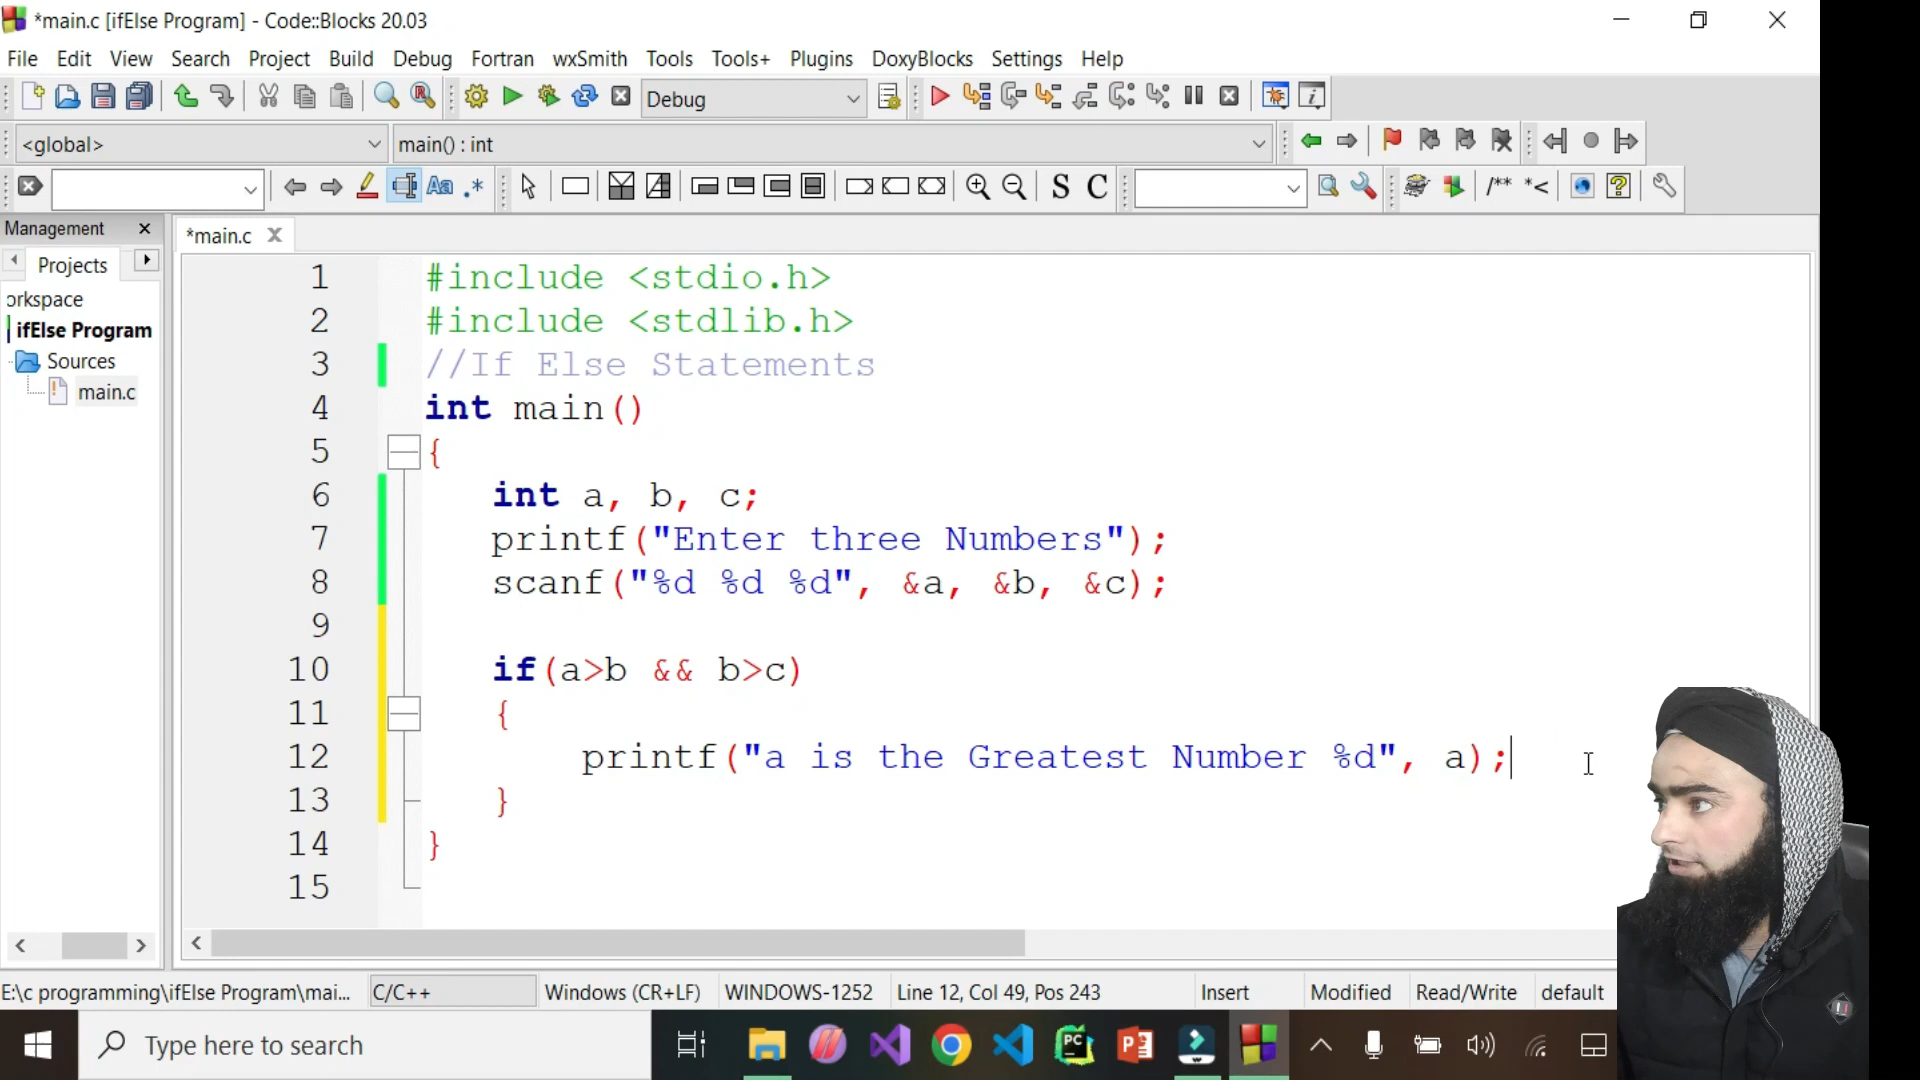 *main.c [ifElse Program] - Code::Blocks 20.03
File Edit View Search Project Build Debug Fortran wxSmith Tools Tools+ Plugins DoxyBlocks Settings Help
Debug
<global> main() : int
Aa .* S C /** *<
Management
*main.c
Projects
orkspace
ifElse Program
Sources
main.c
1 #include <stdio.h>
2 #include <stdlib.h>
3 //If Else Statements
4 int main()
5 {
6 int a, b, c;
7 printf("Enter three Numbers");
8 scanf("%d %d %d", &a, &b, &c);
9
10 if(a>b && b>c)
11 {
12 printf("a is the Greatest Number %d", a);
13 }
14 }
15
E:\c programming\ifElse Program\mai... C/C++ Windows (CR+LF) WINDOWS-1252 Line 12, Col 49, Pos 243 Insert Modified Read/Write default
Type here to search